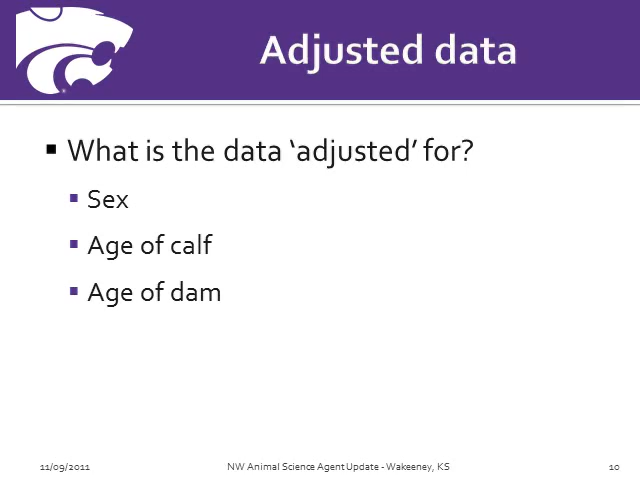 Adjusted data
What is the data ‘adjusted’ for?
Sex
Age of calf
Age of dam
11/09/2011
NW Animal Science Agent Update - Wakeeney, KS
10